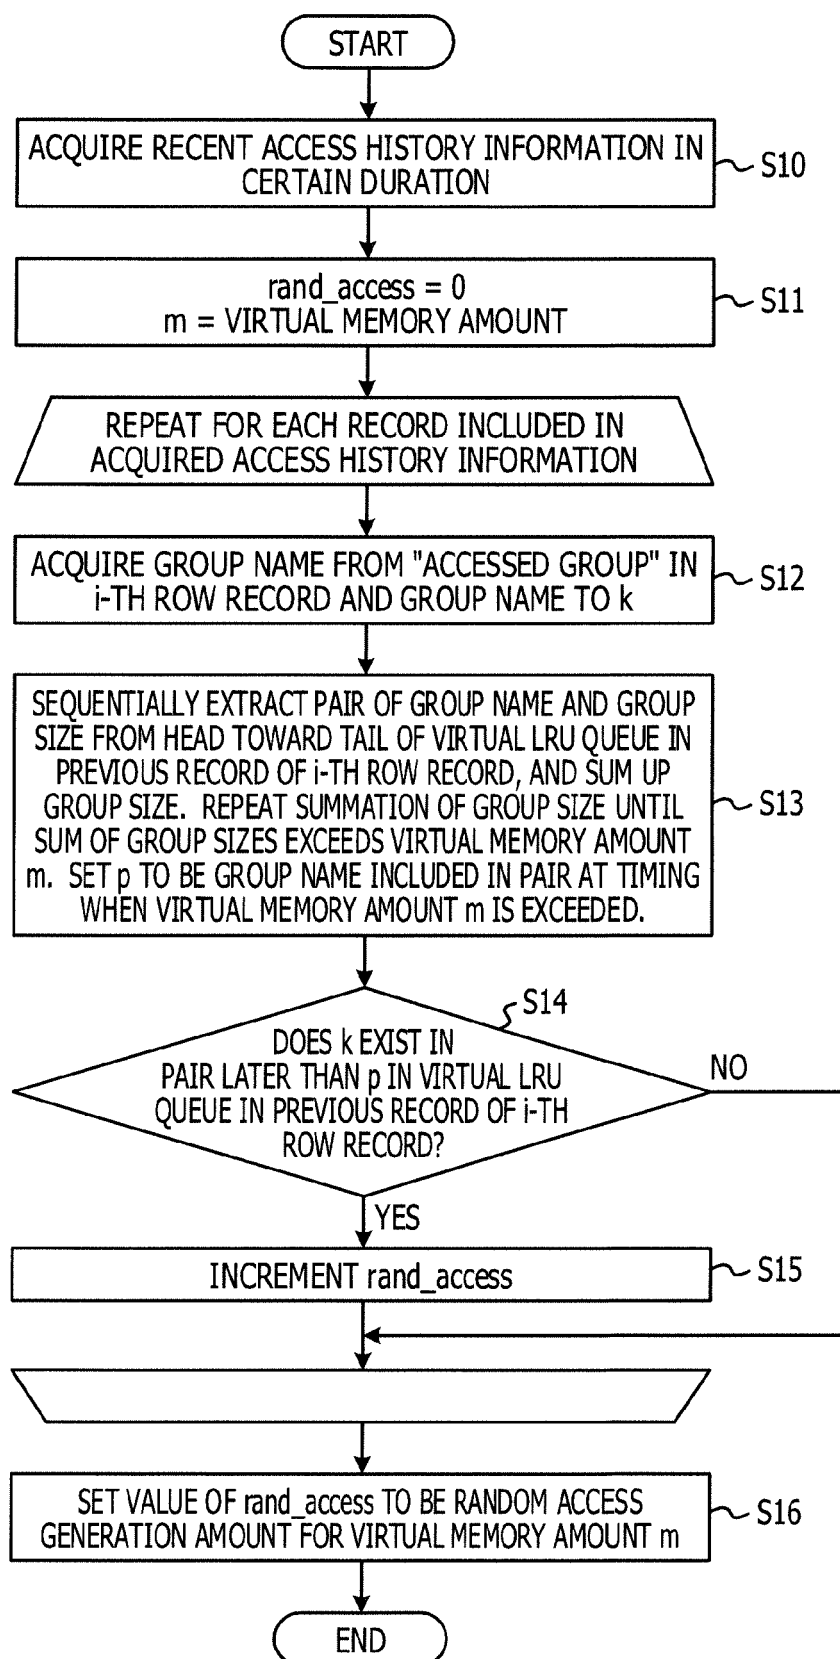 START
ACQUIRE RECENT ACCESS HISTORY INFORMATION IN
CERTAIN DURATION
S10
rand_access = 0
m = VIRTUAL MEMORY AMOUNT
S11
REPEAT FOR EACH RECORD INCLUDED IN
ACQUIRED ACCESS HISTORY INFORMATION
ACQUIRE GROUP NAME FROM "ACCESSED GROUP" IN
i-TH ROW RECORD AND GROUP NAME TO k
S12
SEQUENTIALLY EXTRACT PAIR OF GROUP NAME AND GROUP
SIZE FROM HEAD TOWARD TAIL OF VIRTUAL LRU QUEUE IN
PREVIOUS RECORD OF i-TH ROW RECORD, AND SUM UP
GROUP SIZE. REPEAT SUMMATION OF GROUP SIZE UNTIL
SUM OF GROUP SIZES EXCEEDS VIRTUAL MEMORY AMOUNT
m. SET p TO BE GROUP NAME INCLUDED IN PAIR AT TIMING
WHEN VIRTUAL MEMORY AMOUNT m IS EXCEEDED.
S13
S14
DOES k EXIST IN
PAIR LATER THAN p IN VIRTUAL LRU
QUEUE IN PREVIOUS RECORD OF i-TH
ROW RECORD?
NO
YES
INCREMENT rand_access
S15
SET VALUE OF rand_access TO BE RANDOM ACCESS
GENERATION AMOUNT FOR VIRTUAL MEMORY AMOUNT m
S16
END